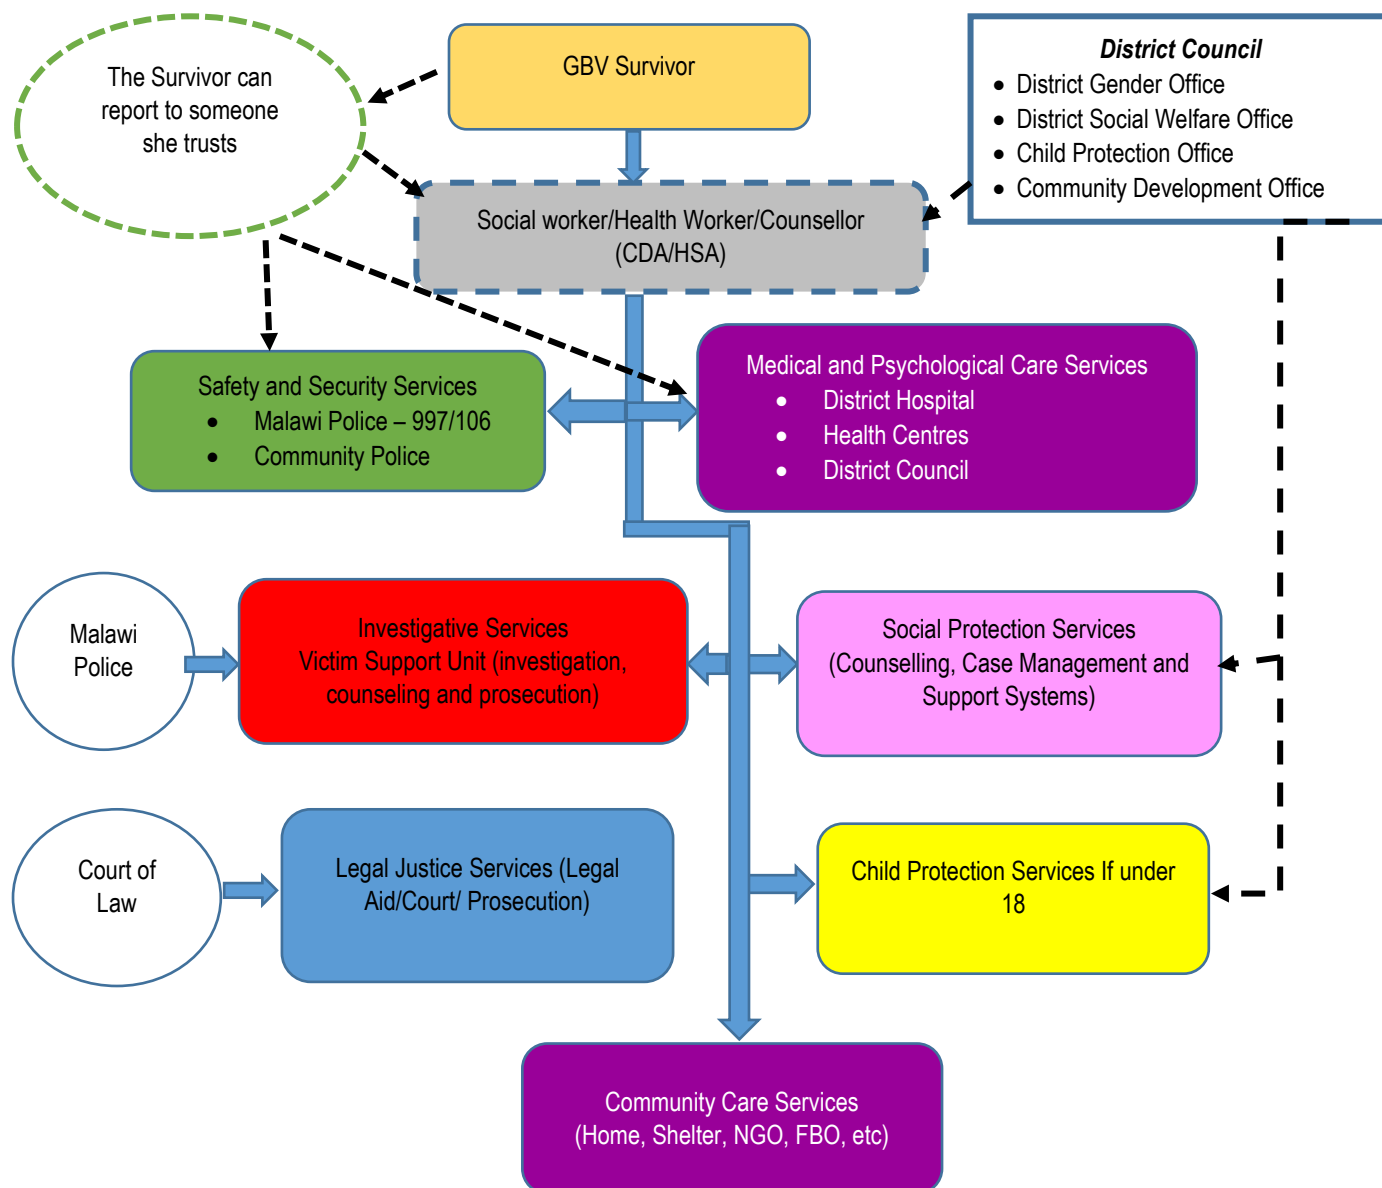 The Survivor can
report to someone
she trusts
GBV Survivor
District Council
• District Gender Office
• District Social Welfare Office
• Child Protection Office
• Community Development Office
Social worker/Health Worker/Counsellor
(CDA/HSA)
Safety and Security Services
• Malawi Police – 997/106
• Community Police
Medical and Psychological Care Services
• District Hospital
• Health Centres
• District Council
Malawi
Police
Investigative Services
Victim Support Unit (investigation,
counseling and prosecution)
Social Protection Services
(Counselling, Case Management and
Support Systems)
Court of
Law
Legal Justice Services (Legal
Aid/Court/ Prosecution)
Child Protection Services If under
18
Community Care Services
(Home, Shelter, NGO, FBO, etc)